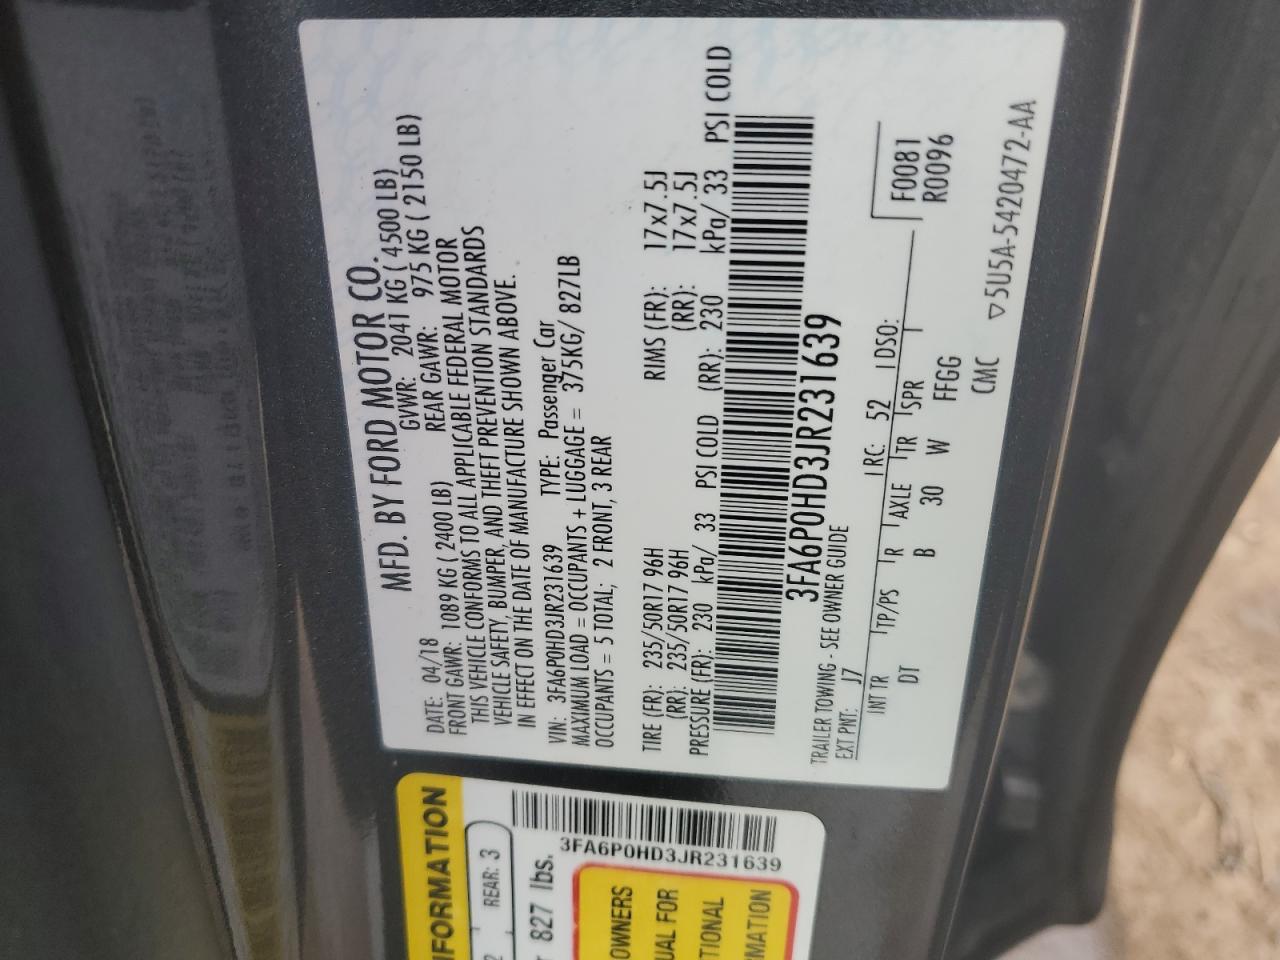 MFD. BY FORD MOTOR CO.
DATE: 04/18 GVWR: 2041 KG ( 4500 LB)
FRONT GAWR: 1089 KG ( 2400 LB) REAR GAWR: 975 KG ( 2150 LB)
THIS VEHICLE CONFORMS TO ALL APPLICABLE FEDERAL MOTOR
VEHICLE SAFETY, BUMPER, AND THEFT PREVENTION STANDARDS
IN EFFECT ON THE DATE OF MANUFACTURE SHOWN ABOVE.
VIN: 3FA6P0HD3JR231639 TYPE: Passenger Car
MAXIMUM LOAD = OCCUPANTS + LUGGAGE = 375KG/ 827LB
OCCUPANTS = 5 TOTAL; 2 FRONT, 3 REAR
TIRE (FR): 235/50R17 96H RIMS (FR): 17x7.5J
(RR): 235/50R17 96H (RR): 17x7.5J
PRESSURE (FR): 230 kPa/ 33 PSI COLD (RR): 230 kPa/ 33 PSI COLD
3FA6P0HD3JR231639
TRAILER TOWING - SEE OWNER GUIDE
EXT PNT: J7 RC: 52 DSO:
INT TR TP/PS R AXLE TR SPR
DT B 30 W FFGG
F0081
R0096
CMC
▽5U5A-5420472-AA
FORMATION
REAR: 3
827 lbs.
3FA6P0HD3JR231639
OWNERS
UAL FOR
TIONAL
MATION